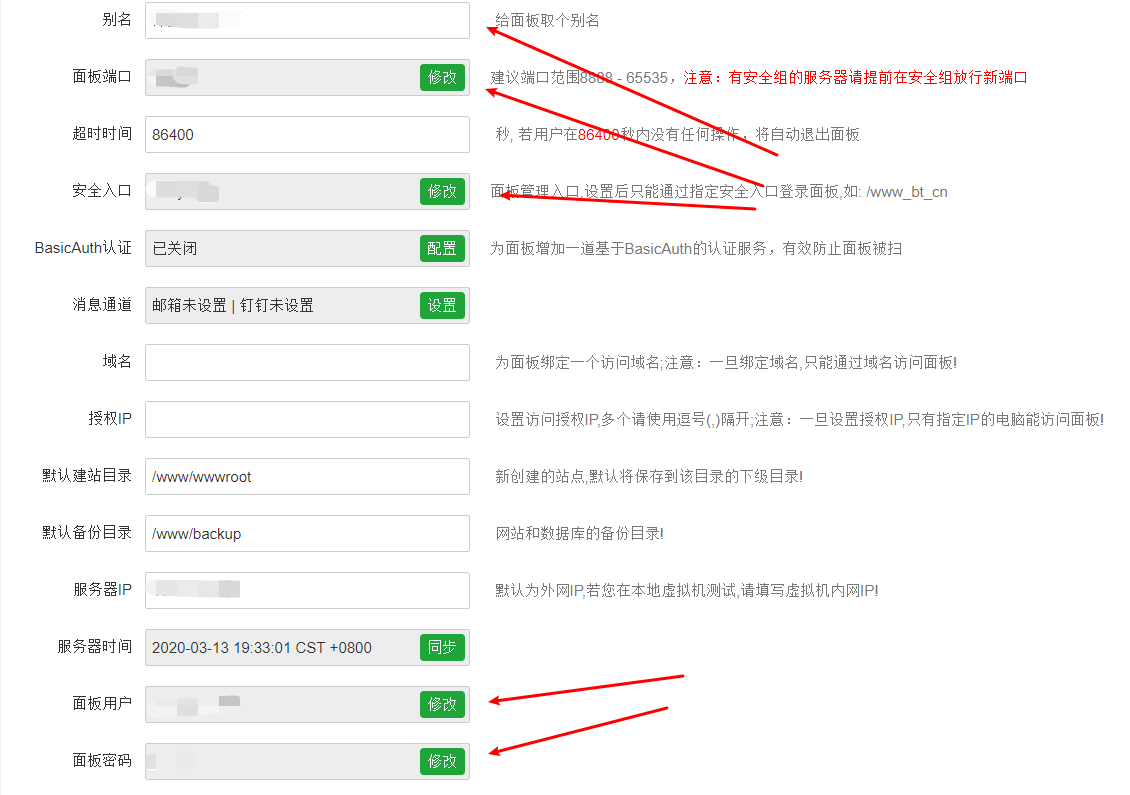 别名 给面板取个别名
面板端口 修改 建议端口范围8888 - 65535，注意：有安全组的服务器请提前在安全组放行新端口
超时时间 86400 秒, 若用户在86400秒内没有任何操作，将自动退出面板
安全入口 修改 面板管理入口,设置后只能通过指定安全入口登录面板,如: /www_bt_cn
BasicAuth认证 已关闭 配置 为面板增加一道基于BasicAuth的认证服务，有效防止面板被扫
消息通道 邮箱未设置 | 钉钉未设置 设置
域名 为面板绑定一个访问域名;注意：一旦绑定域名,只能通过域名访问面板!
授权IP 设置访问授权IP,多个请使用逗号(,)隔开;注意：一旦设置授权IP,只有指定IP的电脑能访问面板!
默认建站目录 /www/wwwroot 新创建的站点,默认将保存到该目录的下级目录!
默认备份目录 /www/backup 网站和数据库的备份目录!
服务器IP 默认为外网IP,若您在本地虚拟机测试,请填写虚拟机内网IP!
服务器时间 2020-03-13 19:33:01 CST +0800 同步
面板用户 修改
面板密码 修改